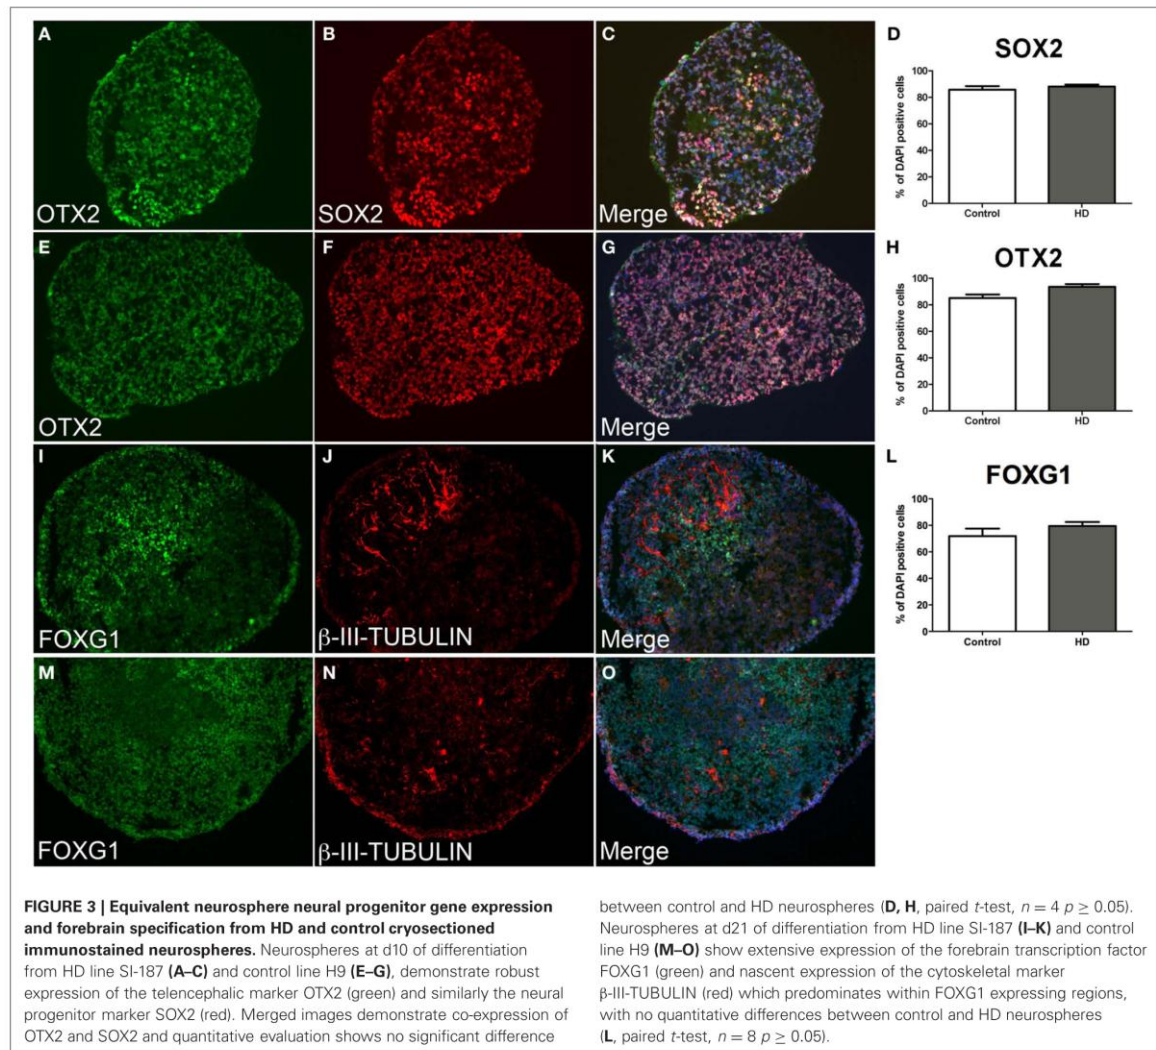 A
B
C
D
SOX2
100
80
60
40
20
0
% of DAPI positive cells
Control
HD
OTX2
SOX2
Merge
E
F
G
H
OTX2
100
80
60
40
20
0
% of DAPI positive cells
Control
HD
OTX2
Merge
I
J
K
L
FOXG1
100
80
60
40
20
0
% of DAPI positive cells
Control
HD
FOXG1
β-III-TUBULIN
Merge
M
N
O
FOXG1
β-III-TUBULIN
Merge
FIGURE 3 | Equivalent neurosphere neural progenitor gene expression
and forebrain specification from HD and control cryosectioned
immunostained neurospheres. Neurospheres at d10 of differentiation
from HD line SI-187 (A–C) and control line H9 (E–G), demonstrate robust
expression of the telencephalic marker OTX2 (green) and similarly the neural
progenitor marker SOX2 (red). Merged images demonstrate co-expression of
OTX2 and SOX2 and quantitative evaluation shows no significant difference
between control and HD neurospheres (D, H, paired t-test, n = 4 p ≥ 0.05).
Neurospheres at d21 of differentiation from HD line SI-187 (I–K) and control
line H9 (M–O) show extensive expression of the forebrain transcription factor
FOXG1 (green) and nascent expression of the cytoskeletal marker
β-III-TUBULIN (red) which predominates within FOXG1 expressing regions,
with no quantitative differences between control and HD neurospheres
(L, paired t-test, n = 8 p ≥ 0.05).